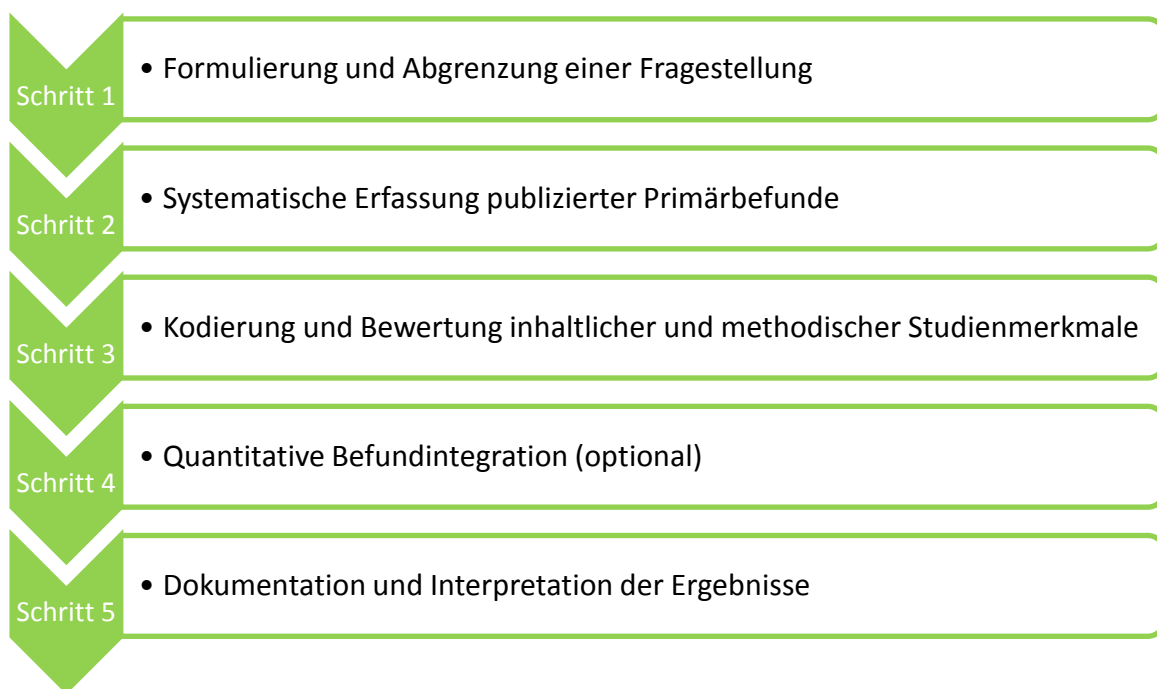 Schritt 1
• Formulierung und Abgrenzung einer Fragestellung
Schritt 2
• Systematische Erfassung publizierter Primärbefunde
Schritt 3
• Kodierung und Bewertung inhaltlicher und methodischer Studienmerkmale
Schritt 4
• Quantitative Befundintegration (optional)
Schritt 5
• Dokumentation und Interpretation der Ergebnisse